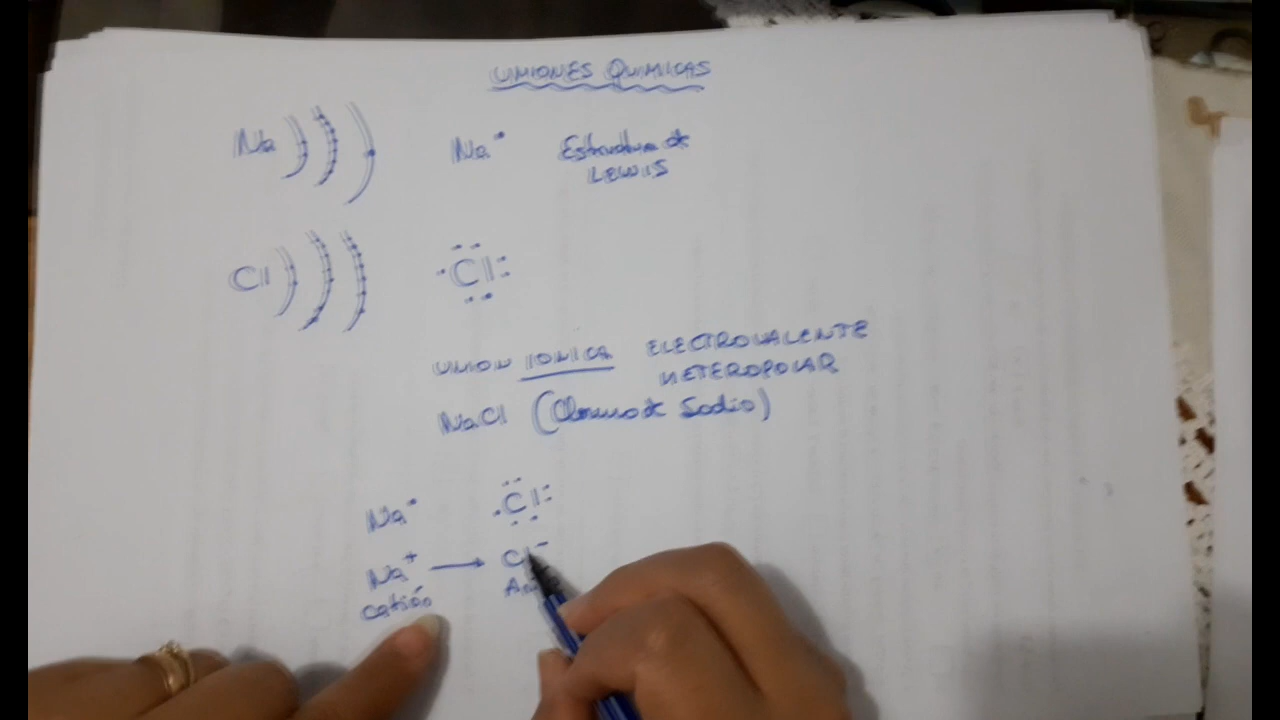 UNIONES QUIMICAS
Na Na• Estructura de
LEWIS
Cl Cl
UNION IONICA ELECTROVALENTE
HETEROPOLAR
NaCl (Cloruro de Sodio)
Na• Cl
Na⁺ → Cl⁻
Catión